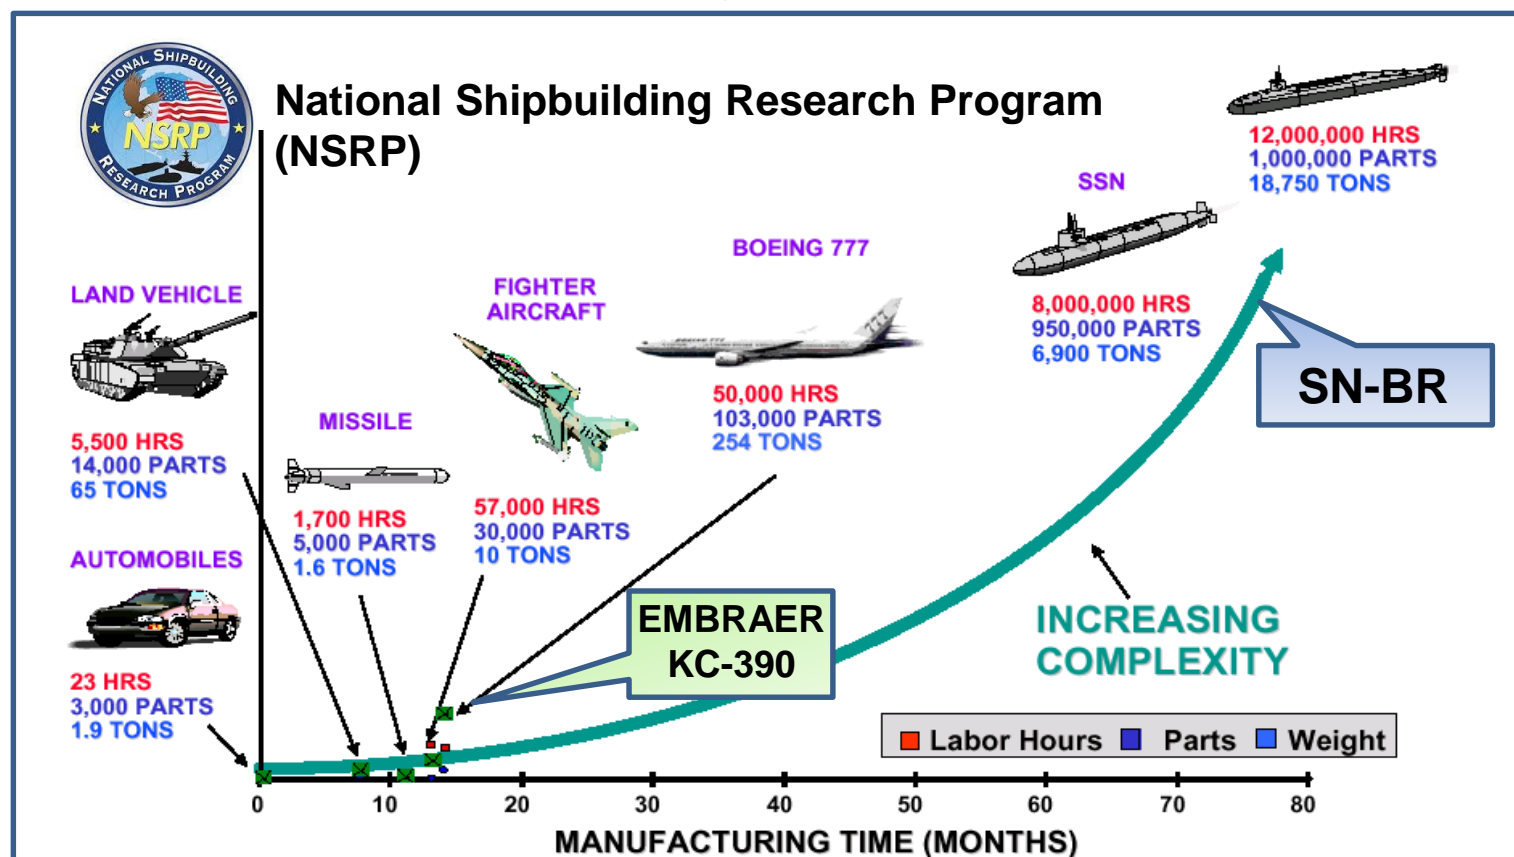 NATIONAL SHIPBUILDING
NSRP
RESEARCH PROGRAM
National Shipbuilding Research Program
(NSRP)
12,000,000 HRS
1,000,000 PARTS
18,750 TONS
SSN
8,000,000 HRS
950,000 PARTS
6,900 TONS
SN-BR
BOEING 777
BOEING 777
777
50,000 HRS
103,000 PARTS
254 TONS
FIGHTER
AIRCRAFT
57,000 HRS
30,000 PARTS
10 TONS
LAND VEHICLE
5,500 HRS
14,000 PARTS
65 TONS
MISSILE
1,700 HRS
5,000 PARTS
1.6 TONS
AUTOMOBILES
23 HRS
3,000 PARTS
1.9 TONS
EMBRAER
KC-390
INCREASING
COMPLEXITY
Labor Hours Parts Weight
0 10 20 30 40 50 60 70 80
MANUFACTURING TIME (MONTHS)